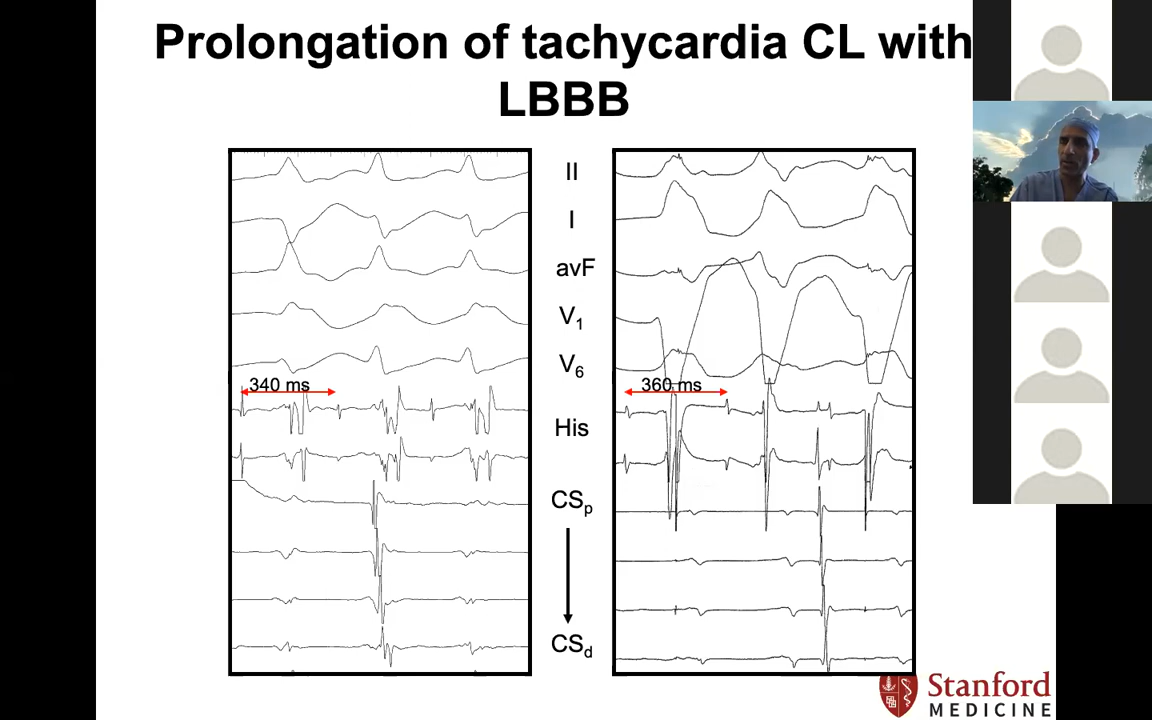 Prolongation of tachycardia CL with
LBBB
II
I
avF
V1
V6
340 ms
360 ms
His
CSp
CSd
Stanford
MEDICINE